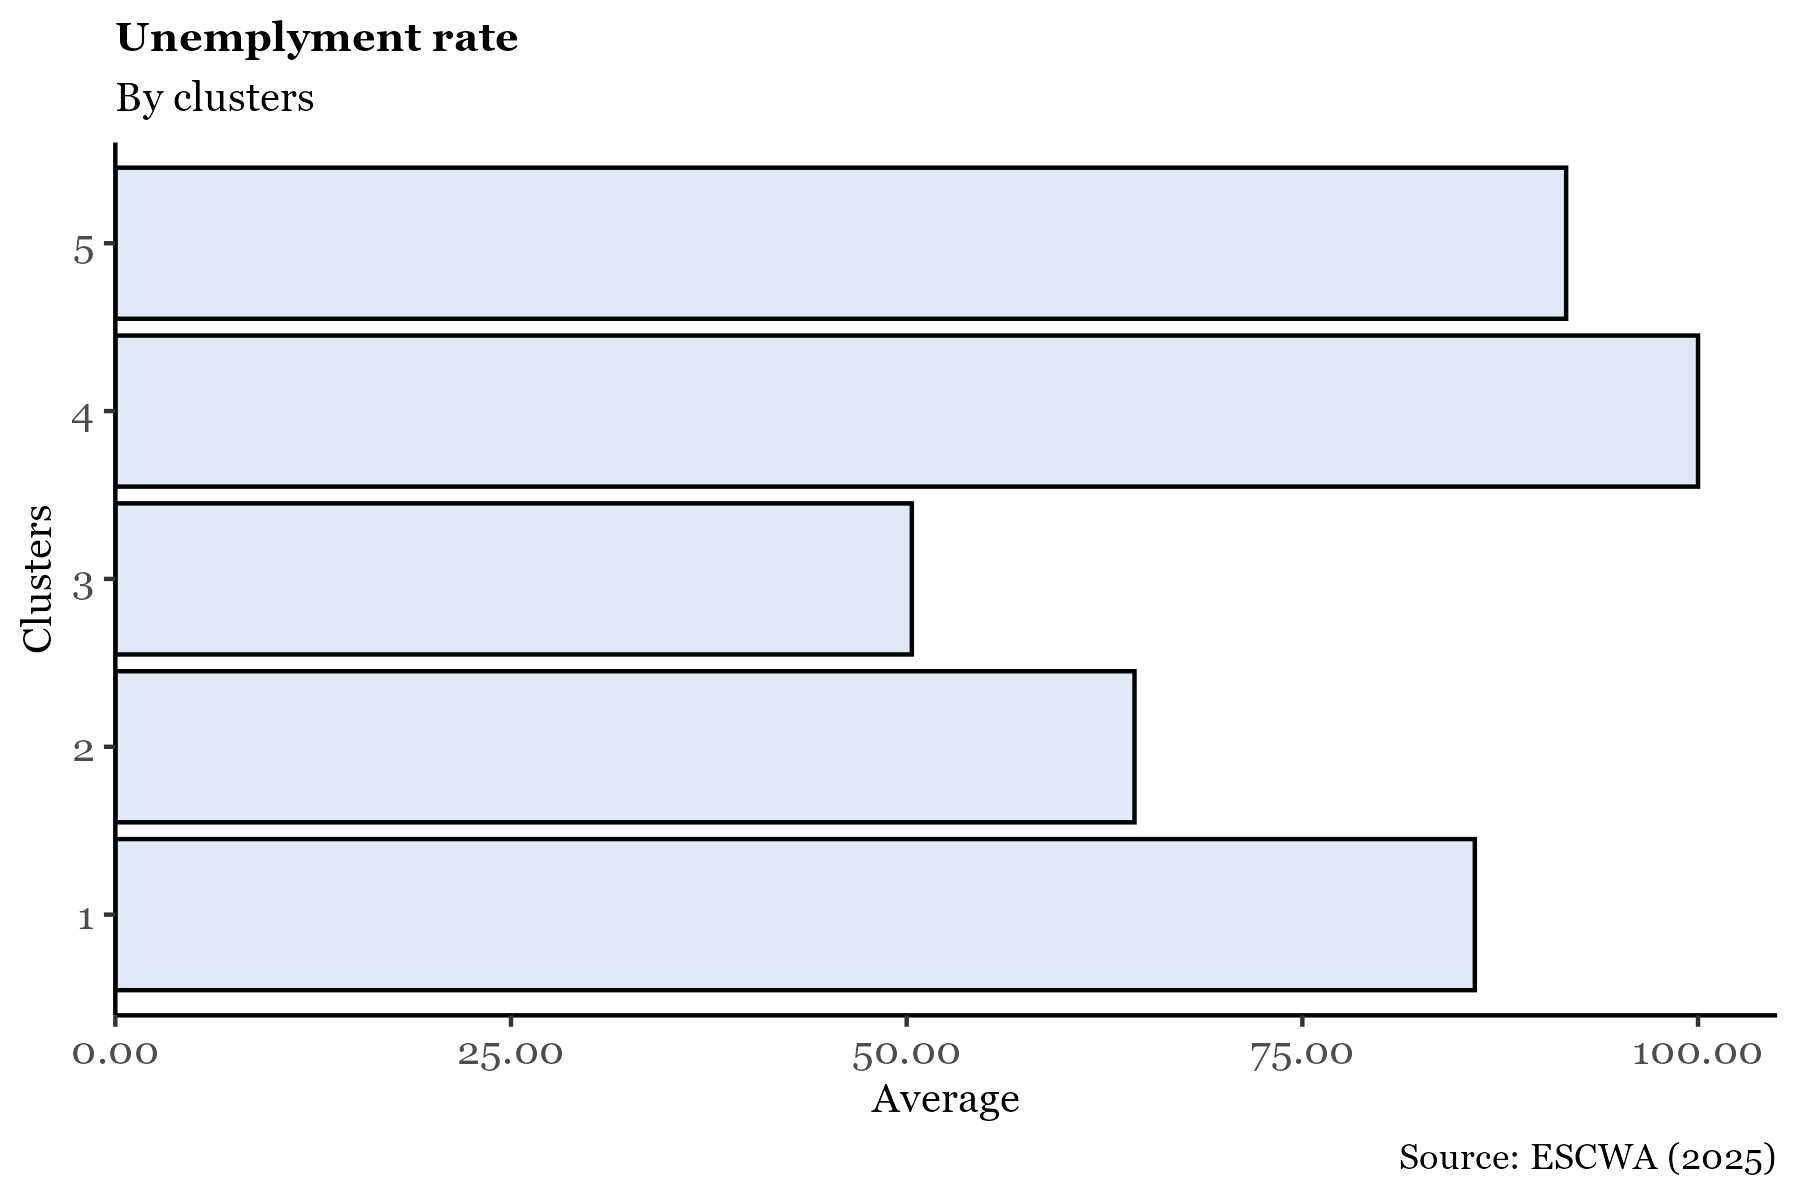 Unemplyment rate
By clusters
5
4
3
2
1
Clusters
0.00 25.00 50.00 75.00 100.00
Average
Source: ESCWA (2025)